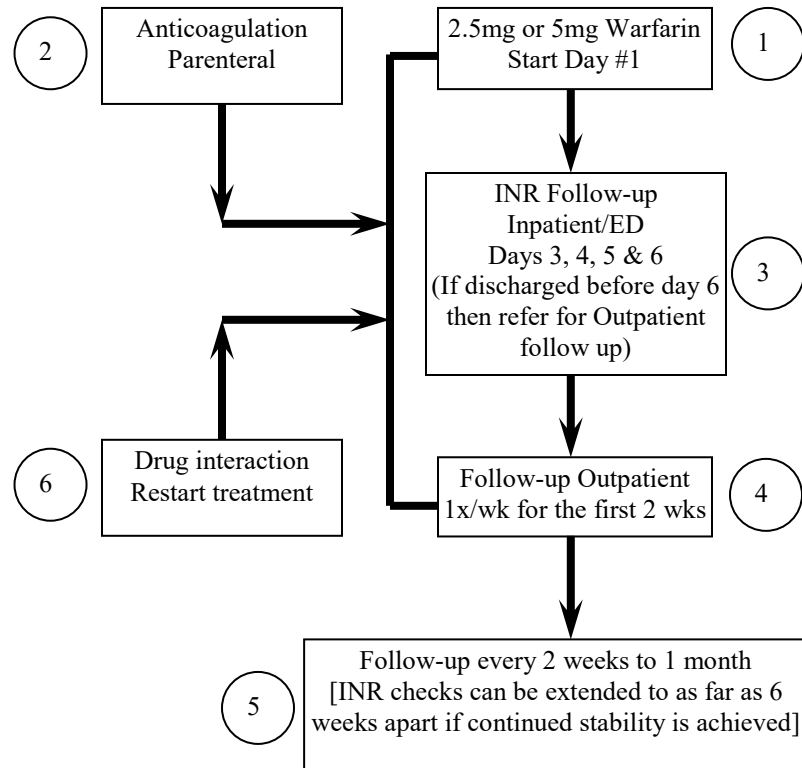 2
Anticoagulation
Parenteral
2.5mg or 5mg Warfarin
Start Day #1
1
INR Follow-up
Inpatient/ED
Days 3, 4, 5 & 6
(If discharged before day 6
then refer for Outpatient
follow up)
3
6
Drug interaction
Restart treatment
Follow-up Outpatient
1x/wk for the first 2 wks
4
5
Follow-up every 2 weeks to 1 month
[INR checks can be extended to as far as 6
weeks apart if continued stability is achieved]